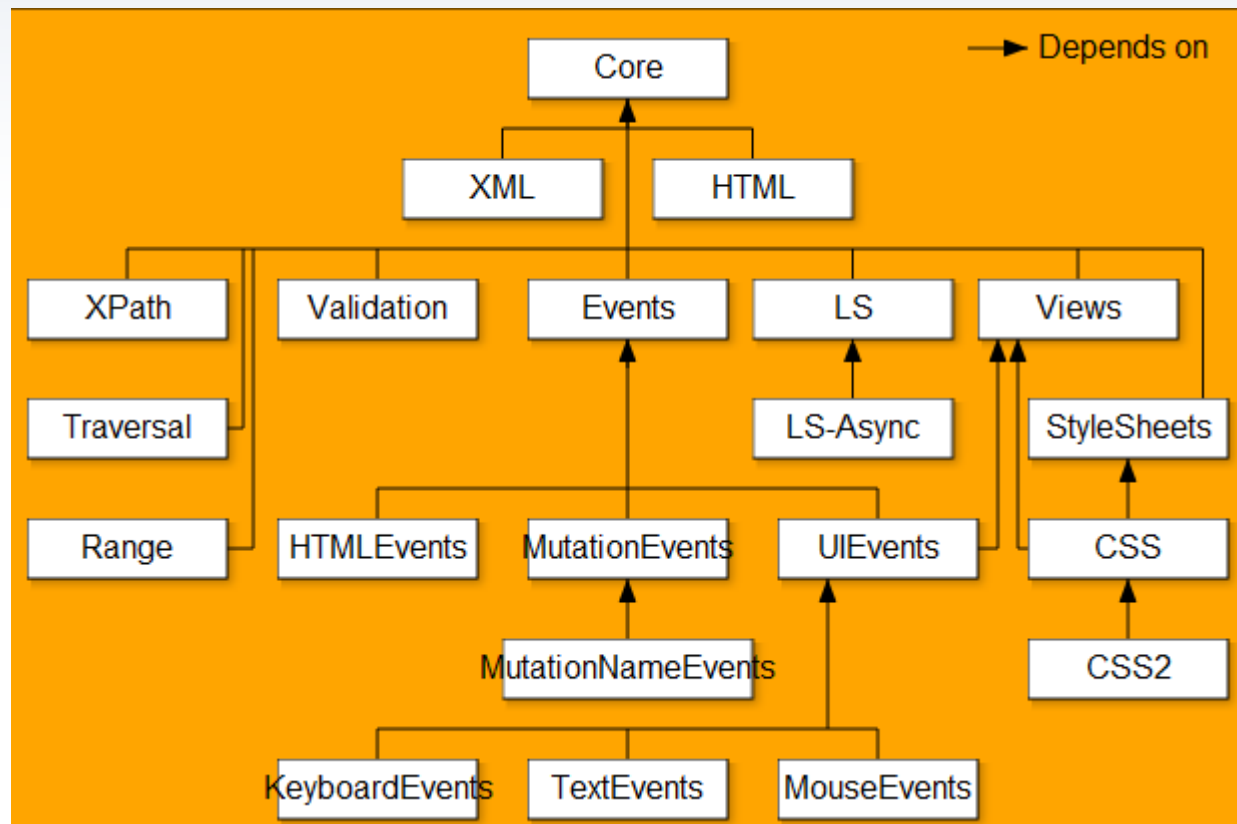 Core
Depends on
XML
HTML
XPath
Validation
Events
LS
Views
Traversal
LS-Async
StyleSheets
Range
HTMLEvents
MutationEvents
UIEvents
CSS
MutationNameEvents
CSS2
KeyboardEvents
TextEvents
MouseEvents